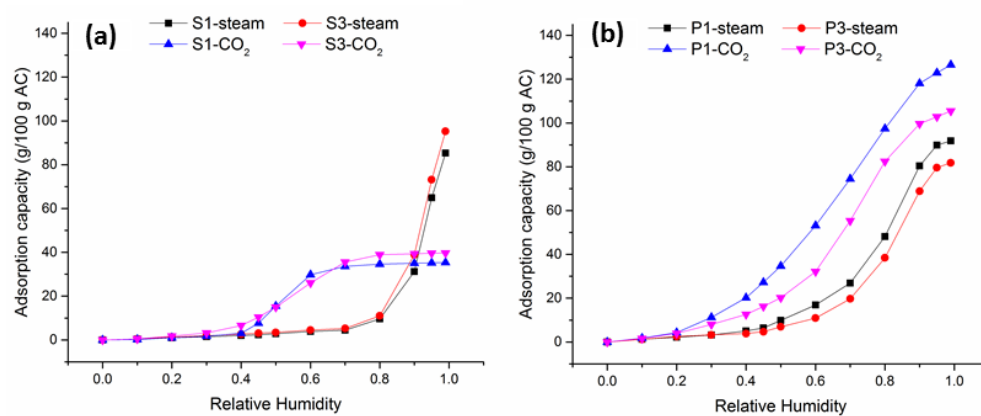 (a)
S1-steam S3-steam
S1-CO₂ S3-CO₂
Adsorption capacity (g/100 g AC)
140
120
100
80
60
40
20
0
0.0 0.2 0.4 0.6 0.8 1.0
Relative Humidity
(b)
P1-steam P3-steam
P1-CO₂ P3-CO₂
Adsorption capacity (g/100 g AC)
140
120
100
80
60
40
20
0
0.0 0.2 0.4 0.6 0.8 1.0
Relative Humidity